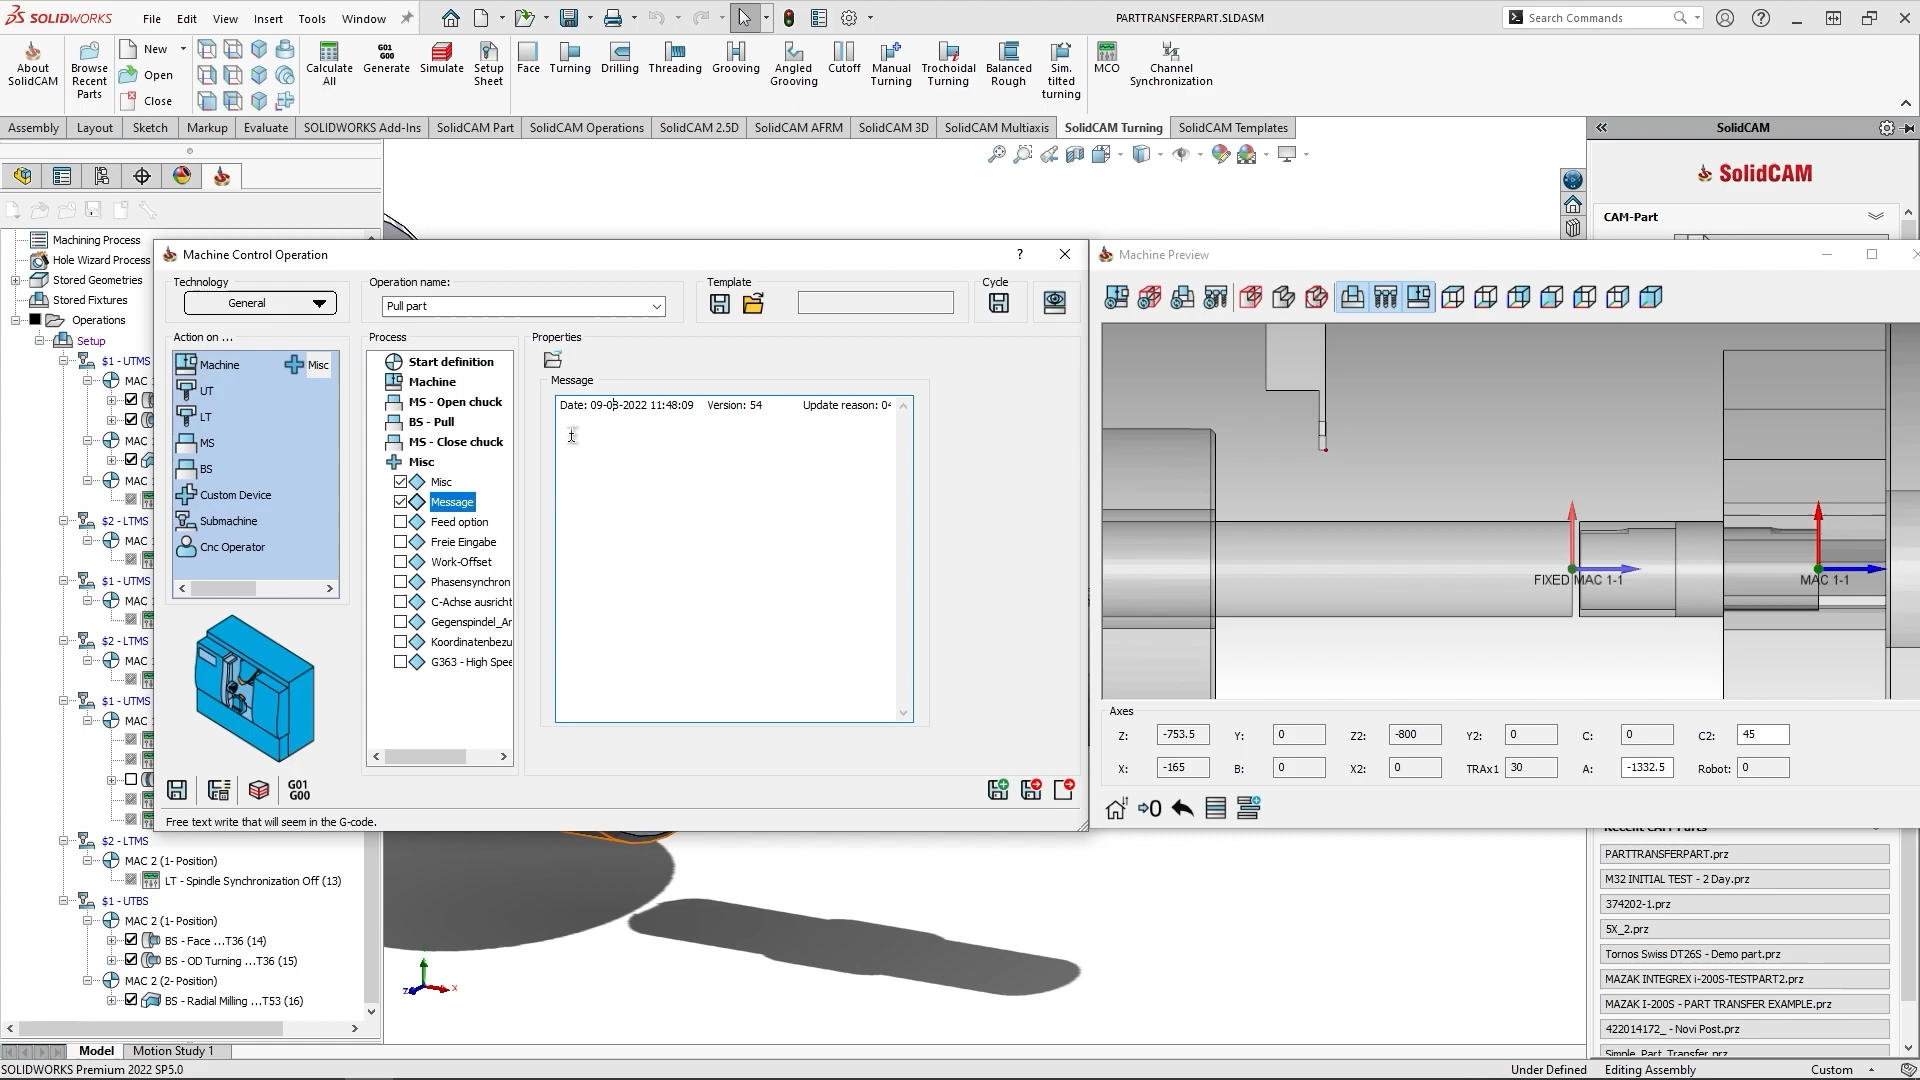 SOLIDWORKS
File
Edit
View
Insert
Tools
Window
PARTTRANSFERPART.SLDASM
Search Commands
About SolidCAM
Browse Recent Parts
New
Open
Close
Calculate All
G01 G00
Generate
Simulate
Setup Sheet
Face
Turning
Drilling
Threading
Grooving
Angled Grooving
Cutoff
Manual Turning
Trochoidal Turning
Balanced Rough
Sim. tilted turning
MCO
Channel Synchronization
Assembly
Layout
Sketch
Markup
Evaluate
SOLIDWORKS Add-Ins
SolidCAM Part
SolidCAM Operations
SolidCAM 2.5D
SolidCAM AFRM
SolidCAM 3D
SolidCAM Multiaxis
SolidCAM Turning
SolidCAM Templates
SolidCAM
SolidCAM
CAM-Part
Machining Process
Hole Wizard Process
Stored Geometries
Stored Fixtures
Operations
Setup
$1 - UTMS
MAC
MAC
MAC
$2 - LTMS
MAC
$1 - UTMS
MAC
$2 - LTMS
MAC
$1 - UTMS
MAC
$2 - LTMS
MAC 2 (1- Position)
LT - Spindle Synchronization Off (13)
$1 - UTBS
MAC 2 (1- Position)
BS - Face ...T36 (14)
BS - OD Turning ...T36 (15)
MAC 2 (2- Position)
BS - Radial Milling ...T53 (16)
Machine Control Operation
?
Technology
General
Operation name:
Pull part
Template
Cycle
Action on ...
Machine
Misc
UT
LT
MS
BS
Custom Device
Submachine
Cnc Operator
Process
Start definition
Machine
MS - Open chuck
BS - Pull
MS - Close chuck
Misc
Misc
Message
Feed option
Freie Eingabe
Work-Offset
Phasensynchron
C-Achse ausricht
Gegenspindel_Ar
Koordinatenbezu
G363 - High Spee
Properties
Message
Date: 09-03-2022 11:48:09 Version: 54 Update reason: 04
G01 G00
Free text write that will seem in the G-code.
Machine Preview
FIXED MAC 1-1
MAC 1-1
Axes
Z: -753.5 Y: 0 Z2: -800 Y2: 0 C: 0 C2: 45
X: -165 B: 0 X2: 0 TRAx1 30 A: -1332.5 Robot: 0
Recent CAM-Parts
PARTTRANSFERPART.prz
M32 INITIAL TEST - 2 Day.prz
374202-1.prz
5X_2.prz
Tornos Swiss DT26S - Demo part.prz
MAZAK INTEGREX i-200S-TESTPART2.prz
MAZAK I-200S - PART TRANSFER EXAMPLE.prz
422014172_ - Novi Post.prz
Simple Part Transfer.prz
Z
X
Model
Motion Study 1
SOLIDWORKS Premium 2022 SP5.0
Under Defined
Editing Assembly
Custom